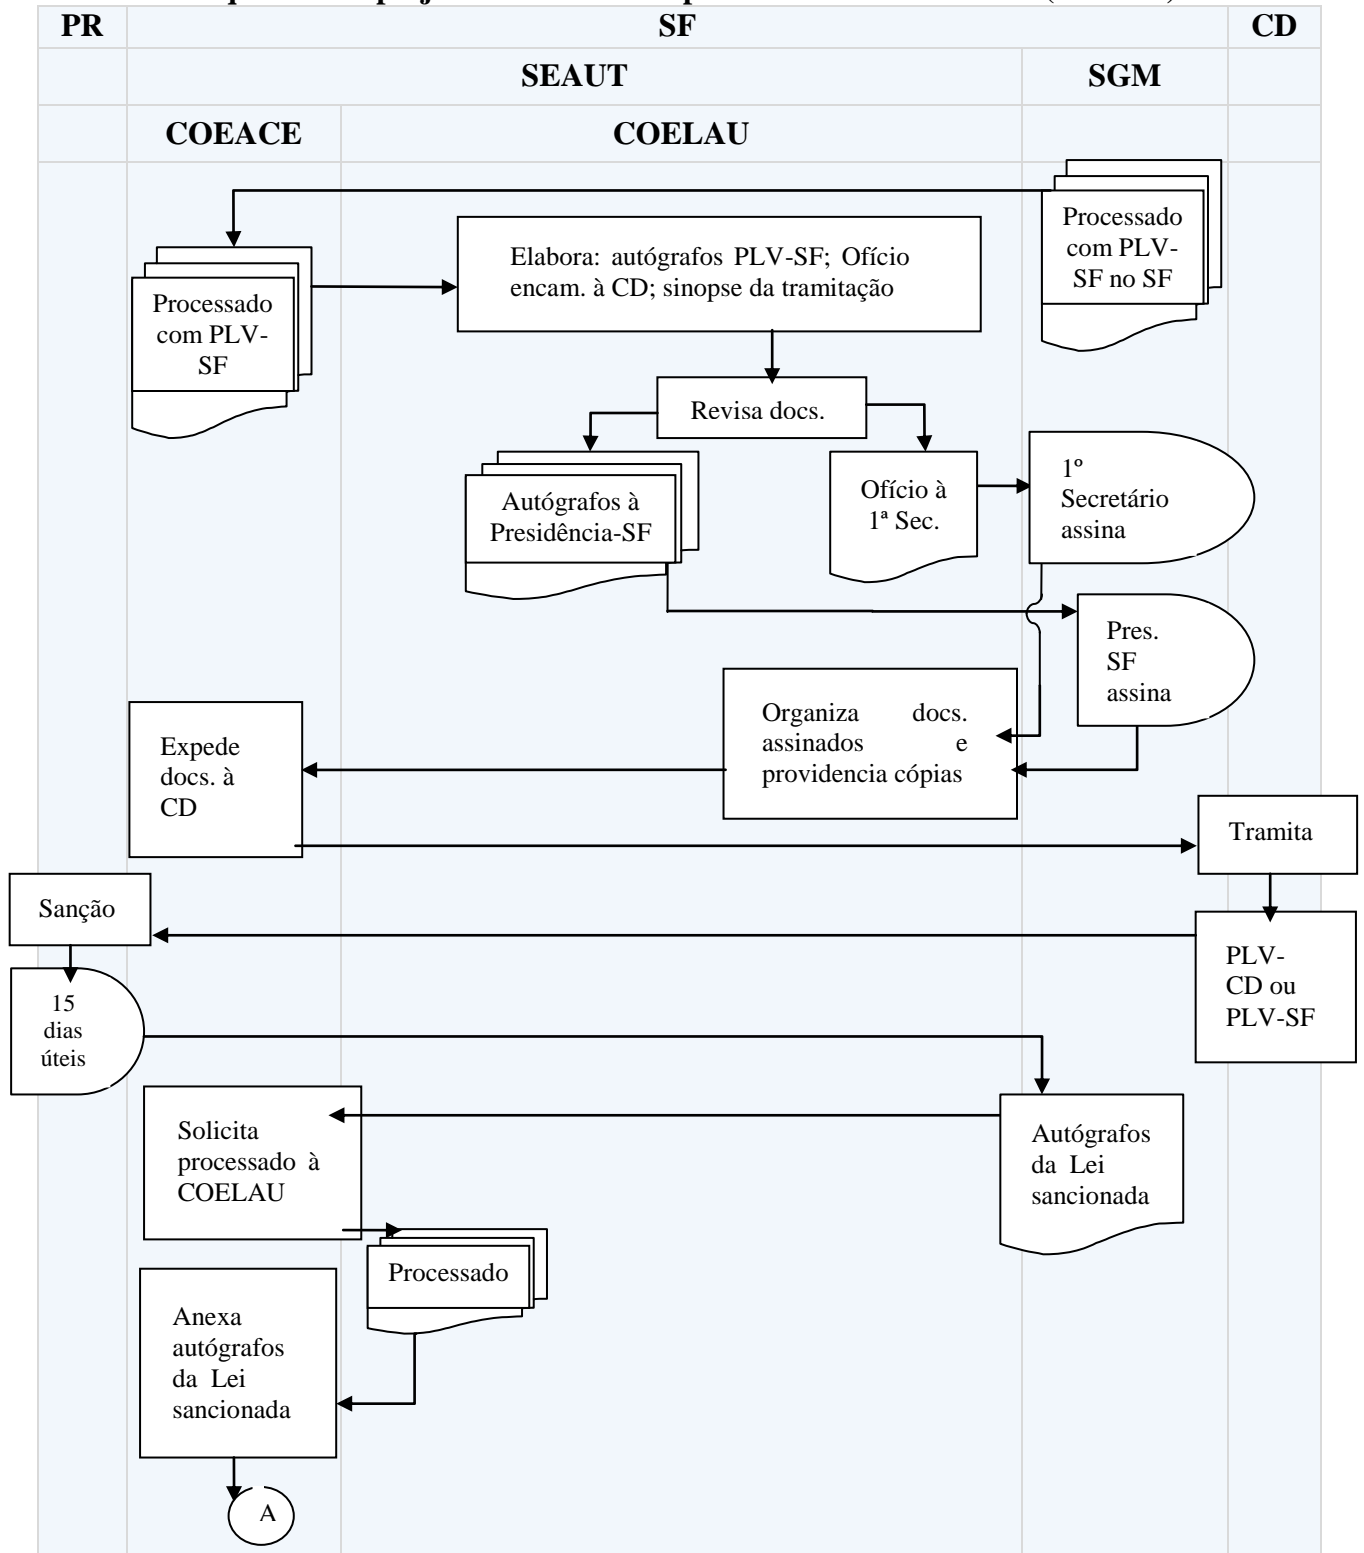 PR SF CD
SEAUT SGM
COEACE COELAU
Processado
com PLV-
SF no SF
Elabora: autógrafos PLV-SF; Ofício
encam. à CD; sinopse da tramitação
Processado
com PLV-
SF
Revisa docs.
Autógrafos à
Presidência-SF
Ofício à
1ª Sec.
1º
Secretário
assina
Pres.
SF
assina
Organiza docs.
assinados e
providencia cópias
Expede
docs. à
CD
Tramita
Sanção
PLV-
CD ou
PLV-SF
15
dias
úteis
Autógrafos
da Lei
sancionada
Solicita
processado à
COELAU
Processado
Anexa
autógrafos
da Lei
sancionada
A